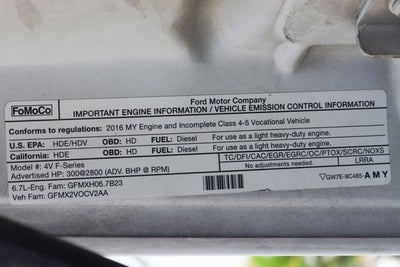 FoMoCo
Ford Motor Company
IMPORTANT ENGINE INFORMATION / VEHICLE EMISSION CONTROL INFORMATION
Conforms to regulations: 2016 MY Engine and Incomplete Class 4-5 Vocational Vehicle
U.S. EPA: HDE/HDV OBD: HD FUEL: Diesel For use as a light heavy-duty engine.
California: HDE OBD: HD FUEL: Diesel For use as a light heavy-duty engine.
Model #: 4V F-Series TC/DFI/CAC/EGR/EGRC/OC/PTOX/SCRC/NOXS
Advertised HP: 300@2800 (ADV. BHP @ RPM) No adjustments necessary. LRRA
6.7L-Eng. Fam: GFMXH06.7B23
Veh Fam: GFMX2VOCV2AA
GW7E-9C485-AMY